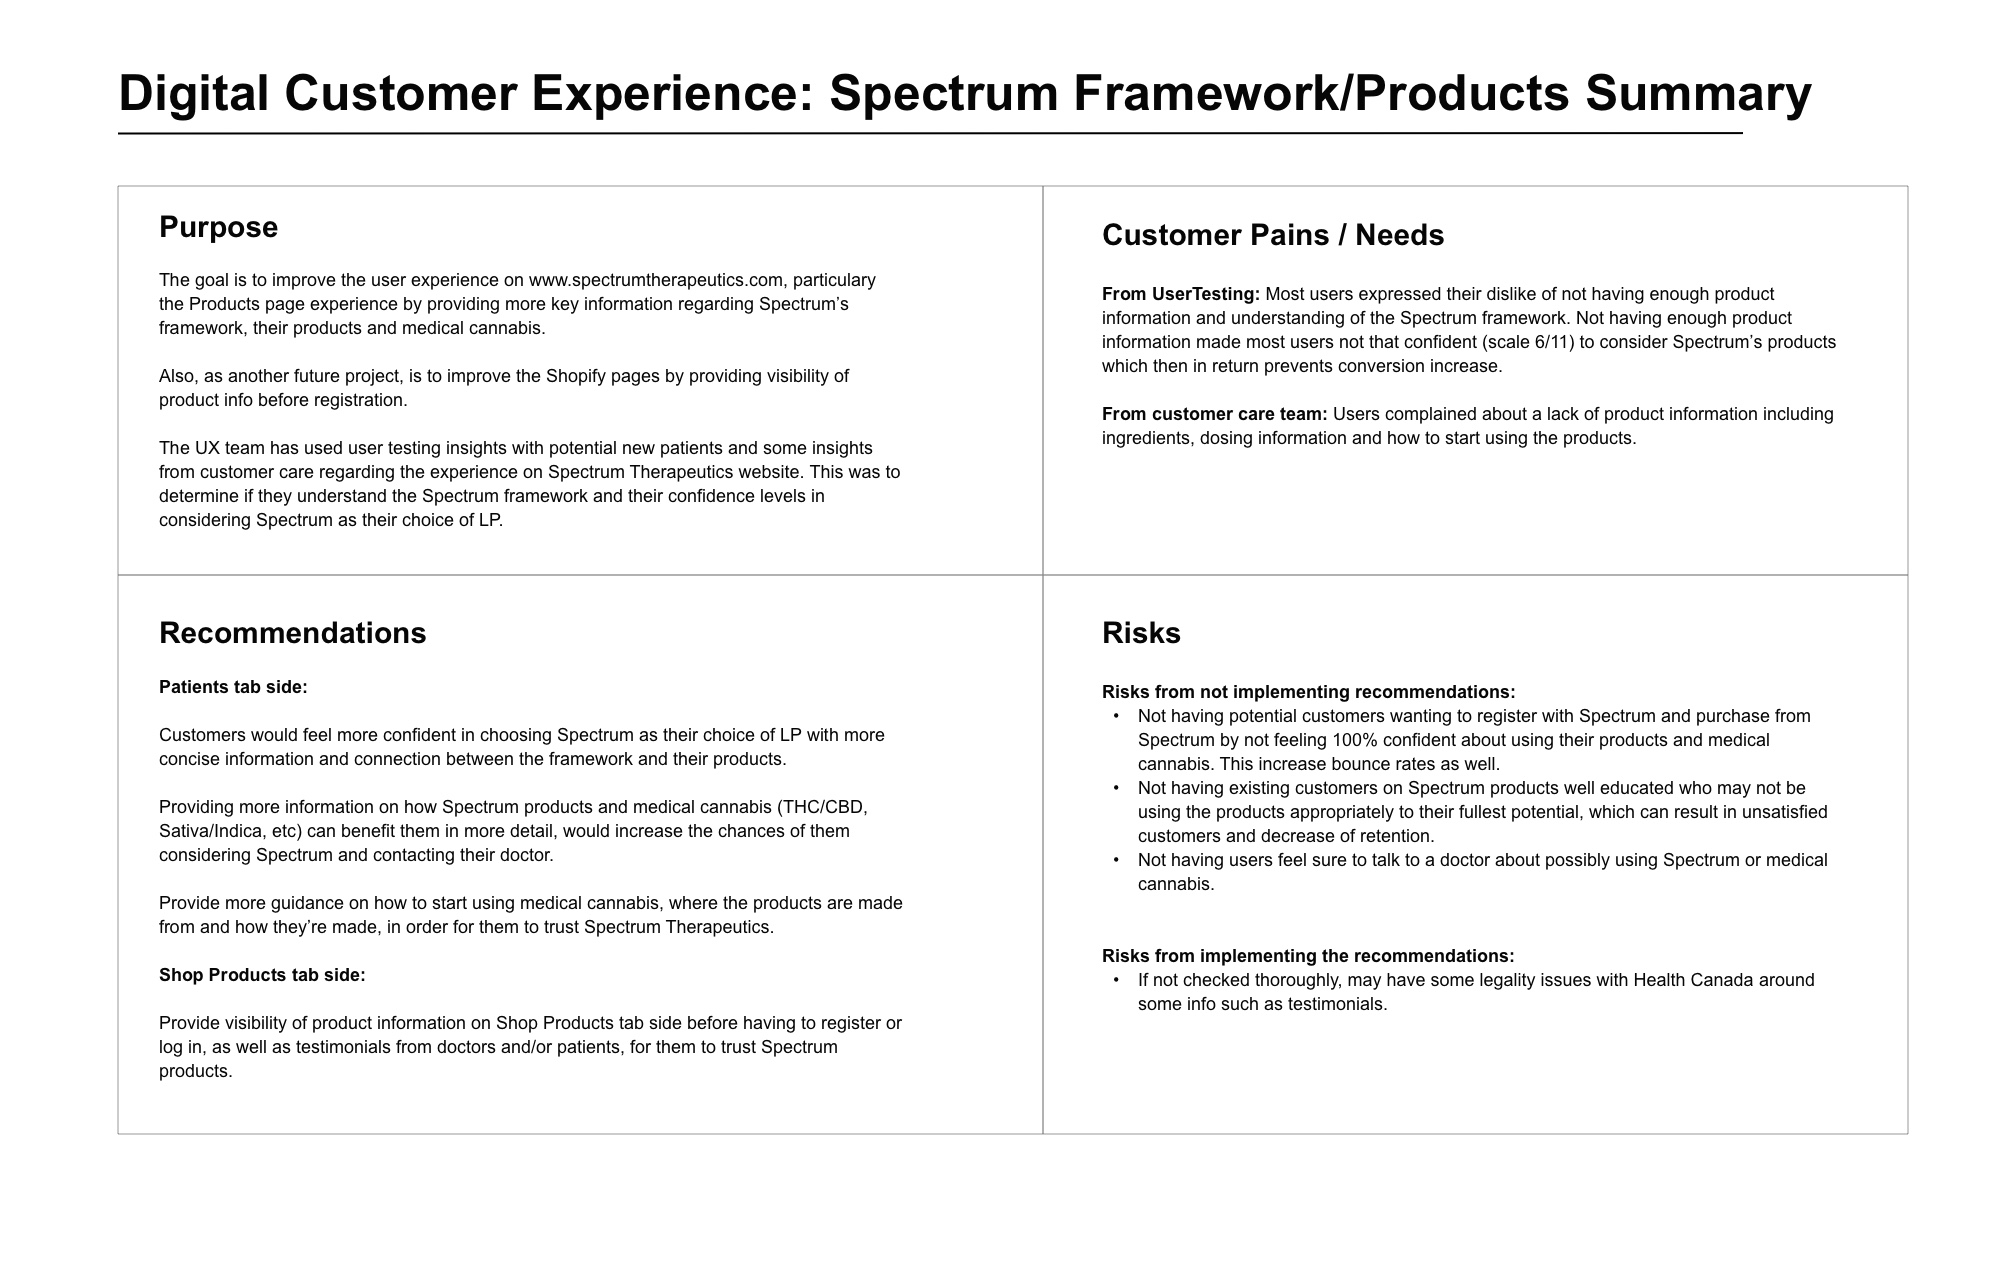 Digital Customer Experience: Spectrum Framework/Products Summary
Purpose
The goal is to improve the user experience on www.spectrumtherapeutics.com, particulary
the Products page experience by providing more key information regarding Spectrum’s
framework, their products and medical cannabis.
Also, as another future project, is to improve the Shopify pages by providing visibility of
product info before registration.
The UX team has used user testing insights with potential new patients and some insights
from customer care regarding the experience on Spectrum Therapeutics website. This was to
determine if they understand the Spectrum framework and their confidence levels in
considering Spectrum as their choice of LP.
Customer Pains / Needs
From UserTesting: Most users expressed their dislike of not having enough product
information and understanding of the Spectrum framework. Not having enough product
information made most users not that confident (scale 6/11) to consider Spectrum’s products
which then in return prevents conversion increase.
From customer care team: Users complained about a lack of product information including
ingredients, dosing information and how to start using the products.
Recommendations
Patients tab side:
Customers would feel more confident in choosing Spectrum as their choice of LP with more
concise information and connection between the framework and their products.
Providing more information on how Spectrum products and medical cannabis (THC/CBD,
Sativa/Indica, etc) can benefit them in more detail, would increase the chances of them
considering Spectrum and contacting their doctor.
Provide more guidance on how to start using medical cannabis, where the products are made
from and how they’re made, in order for them to trust Spectrum Therapeutics.
Shop Products tab side:
Provide visibility of product information on Shop Products tab side before having to register or
log in, as well as testimonials from doctors and/or patients, for them to trust Spectrum
products.
Risks
Risks from not implementing recommendations:
• Not having potential customers wanting to register with Spectrum and purchase from
Spectrum by not feeling 100% confident about using their products and medical
cannabis. This increase bounce rates as well.
• Not having existing customers on Spectrum products well educated who may not be
using the products appropriately to their fullest potential, which can result in unsatisfied
customers and decrease of retention.
• Not having users feel sure to talk to a doctor about possibly using Spectrum or medical
cannabis.
Risks from implementing the recommendations:
• If not checked thoroughly, may have some legality issues with Health Canada around
some info such as testimonials.